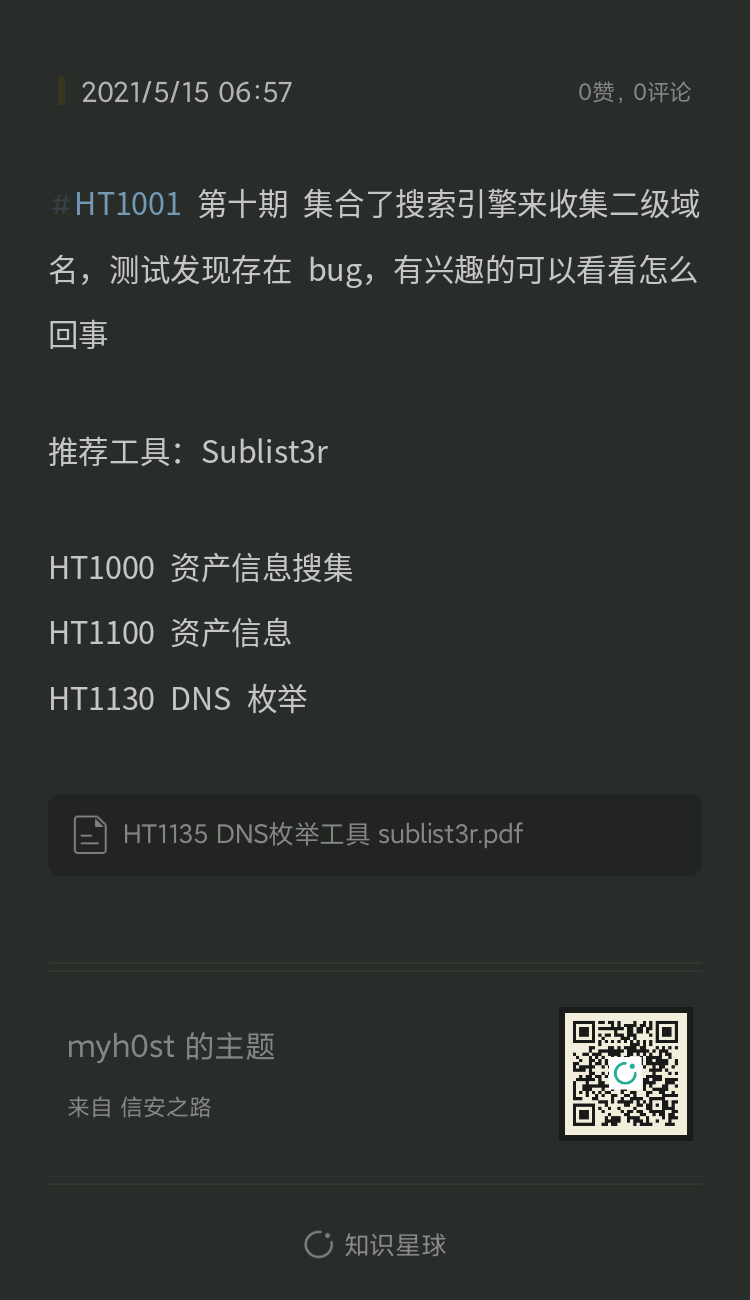 2021/5/15 06:57
0赞, 0评论
#HT1001 第十期 集合了搜索引擎来收集二级域
名，测试发现存在 bug，有兴趣的可以看看怎么
回事
推荐工具：Sublist3r
HT1000 资产信息搜集
HT1100 资产信息
HT1130 DNS 枚举
HT1135 DNS枚举工具 sublist3r.pdf
myh0st 的主题
来自 信安之路
知识星球